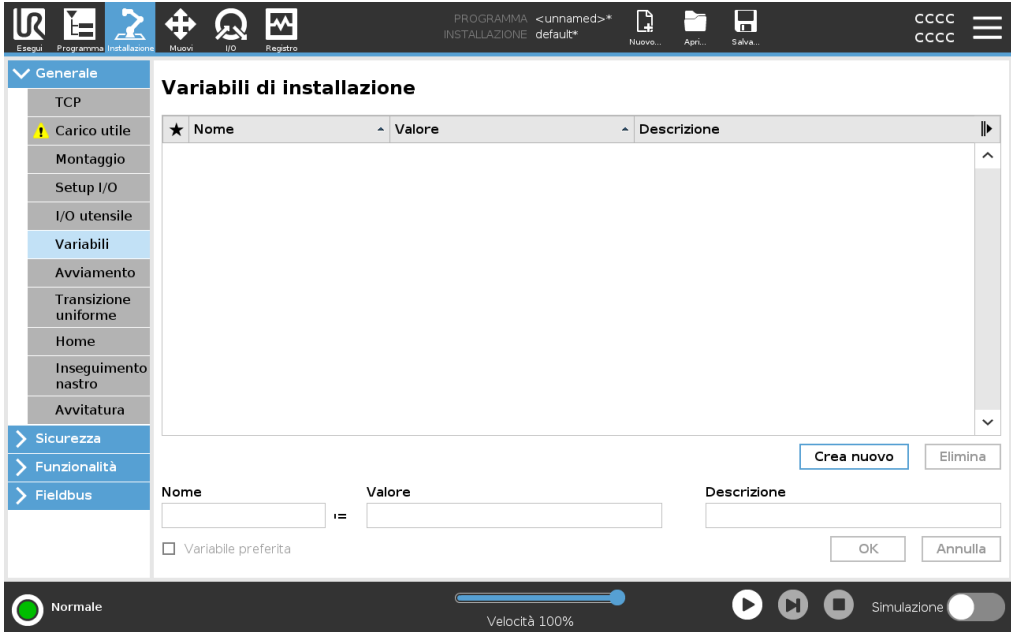 PROGRAMMA <unnamed>*
INSTALLAZIONE default*
CCCC
CCCC
Esegui Programma Installazione Muovi I/O Registro Nuovo... Apri... Salva...
Generale
TCP
Carico utile
Montaggio
Setup I/O
I/O utensile
Variabili
Avviamento
Transizione
uniforme
Home
Inseguimento
nastro
Avvitatura
Sicurezza
Funzionalità
Fieldbus
Variabili di installazione
Nome Valore Descrizione
Crea nuovo Elimina
Nome Valore Descrizione
:=
Variabile preferita OK Annulla
Normale
Velocità 100%
Simulazione